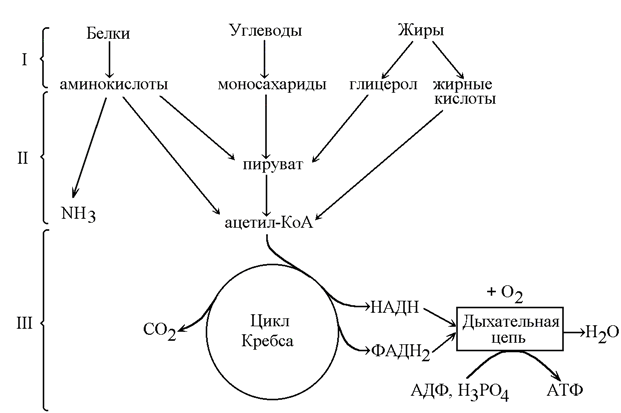 Белки Углеводы Жиры
I
аминокислоты моносахариды глицерол жирные
кислоты
II
пируват
NH3
ацетил-КоА
III
+ O2
НАДН
Дыхательная
цепь
H2O
CO2
Цикл
Кребса
ФАДН2
АДФ, H3PO4 АТФ